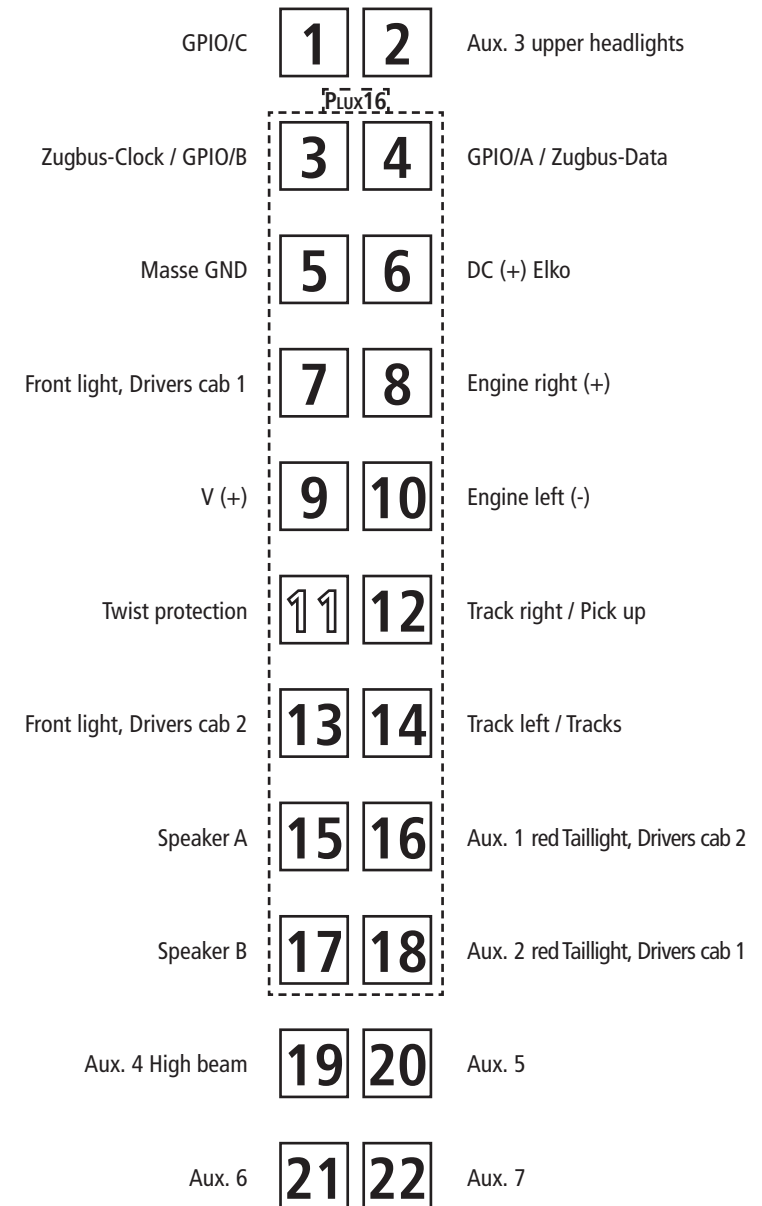 GPIO/C 1 2 Aux. 3 upper headlights
PLUX16
Zugbus-Clock / GPIO/B 3 4 GPIO/A / Zugbus-Data
Masse GND 5 6 DC (+) Elko
Front light, Drivers cab 1 7 8 Engine right (+)
V (+) 9 10 Engine left (-)
Twist protection 11 12 Track right / Pick up
Front light, Drivers cab 2 13 14 Track left / Tracks
Speaker A 15 16 Aux. 1 red Taillight, Drivers cab 2
Speaker B 17 18 Aux. 2 red Taillight, Drivers cab 1
Aux. 4 High beam 19 20 Aux. 5
Aux. 6 21 22 Aux. 7